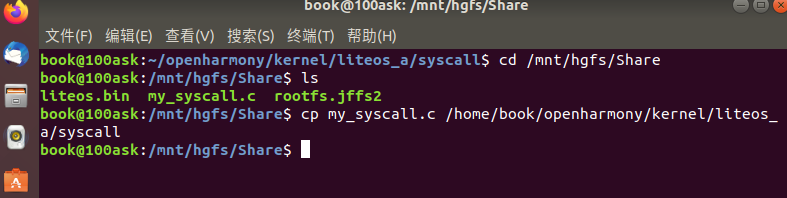 book@100ask: /mnt/hgfs/Share
文件(F) 编辑(E) 查看(V) 搜索(S) 终端(T) 帮助(H)
book@100ask:~/openharmony/kernel/liteos_a/syscall$ cd /mnt/hgfs/Share
book@100ask:/mnt/hgfs/Share$ ls
liteos.bin  my_syscall.c  rootfs.jffs2
book@100ask:/mnt/hgfs/Share$ cp my_syscall.c /home/book/openharmony/kernel/liteos_
a/syscall
book@100ask:/mnt/hgfs/Share$